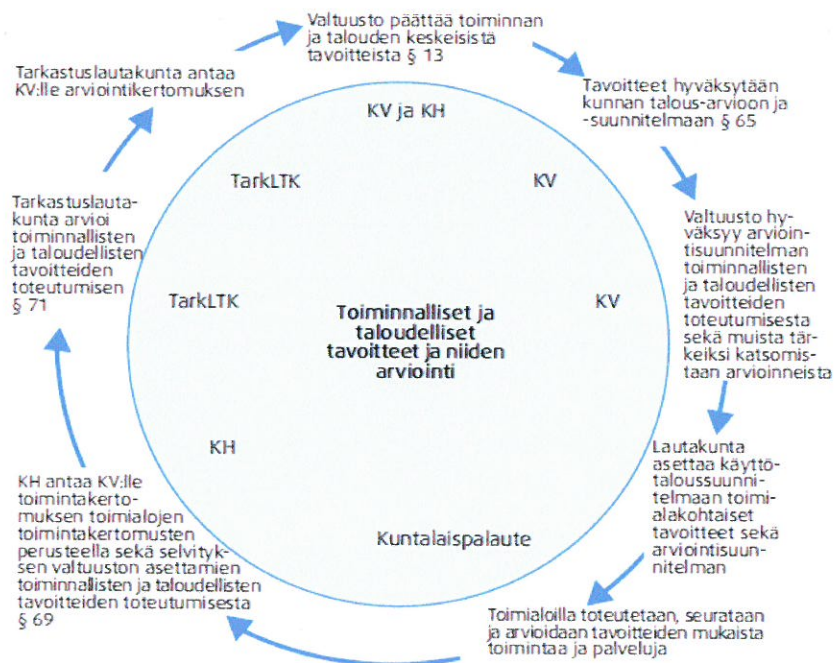 Valtuusto päättää toiminnan
ja talouden keskeisistä
tavoitteista § 13
Tavoitteet hyväksytään
kunnan talous-arvioon ja
-suunnitelmaan § 65
Valtuusto hy-
väksyy arvioin-
tisuunnitelman
toiminnallisten
ja taloudellisten
tavoitteiden
toteutumisesta
sekä muista tär-
keiksi katsomis-
taan arvioinneista
Lautakunta
asettaa käyttö-
taloussuunni-
telmaan toimi-
alakohtaiset
tavoitteet sekä
arviointisuun-
nitelman
Toimialoilla toteutetaan, seurataan
ja arvioidaan tavoitteiden mukaista
toimintaa ja palveluja
KH antaa KV:lle
toimintakerto-
muksen toimialojen
toimintakertomusten
perusteella sekä selvityk-
sen valtuuston asettamien
toiminnallisten ja taloudellisten
tavoitteiden toteutumisesta
§ 69
Tarkastuslauta-
kunta arvioi
toiminnallisten
ja taloudellisten
tavoitteiden
toteutumisen
§ 71
Tarkastuslautakunta antaa
KV:lle arviointikertomuksen
KV ja KH
KV
KV
Kuntalaispalaute
KH
TarkLTK
TarkLTK
Toiminnalliset ja
taloudelliset
tavoitteet ja niiden
arviointi